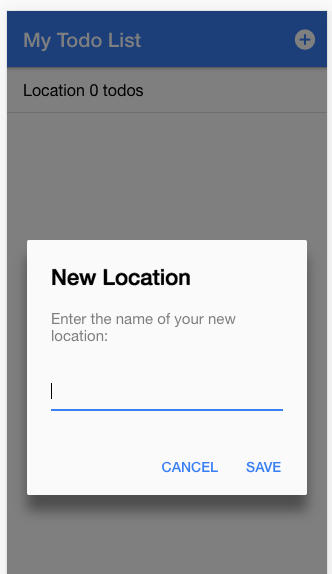 My Todo List
Location 0 todos
New Location
Enter the name of your new
location:
CANCEL SAVE